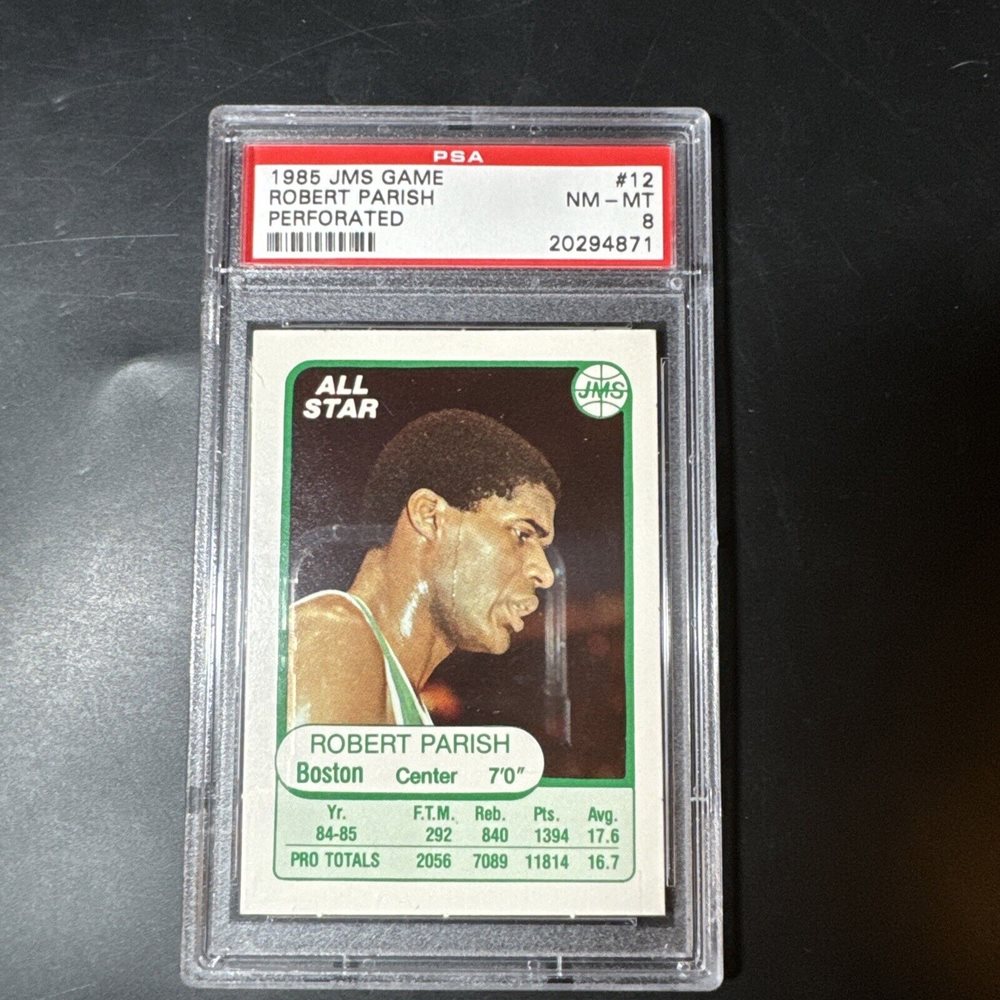 PSA
1985 JMS GAME #12
ROBERT PARISH NM - MT
PERFORATED 8
20294871
ALL
STAR
JMS
ROBERT PARISH
Boston Center 7'0"
Yr. F.T.M. Reb. Pts. Avg.
84-85 292 840 1394 17.6
PRO TOTALS 2056 7089 11814 16.7